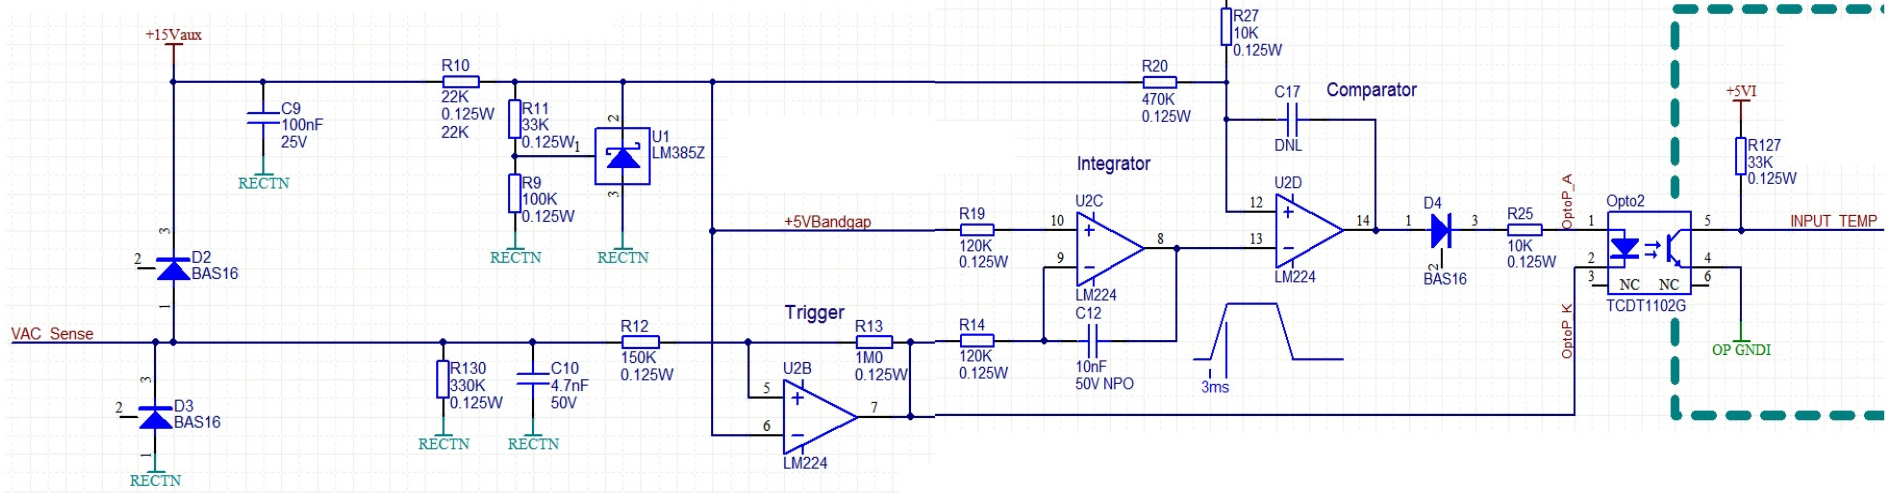 +15Vaux
R10
22K
0.125W
22K
C9
100nF
25V
RECTN
R11
33K
0.125W
R9
100K
0.125W
RECTN
2
1
3
U1
LM385Z
RECTN
3
2
1
D2
BAS16
VAC Sense
3
2
1
D3
BAS16
RECTN
R130
330K
0.125W
RECTN
C10
4.7nF
50V
RECTN
R12
150K
0.125W
+5VBandgap
Trigger
R13
1M0
0.125W
U2B
5
6
7
LM224
R19
120K
0.125W
R14
120K
0.125W
Integrator
U2C
10
9
8
LM224
C12
10nF
50V NPO
R27
10K
0.125W
R20
470K
0.125W
C17
DNL
Comparator
U2D
12
13
14
LM224
3ms
D4
1
3
2
BAS16
R25
10K
0.125W
OptoP_A
OptoP_K
Opto2
1
2
3
NC
NC
5
4
6
TCDT1102G
+5VI
R127
33K
0.125W
INPUT TEMP
OP GNDI